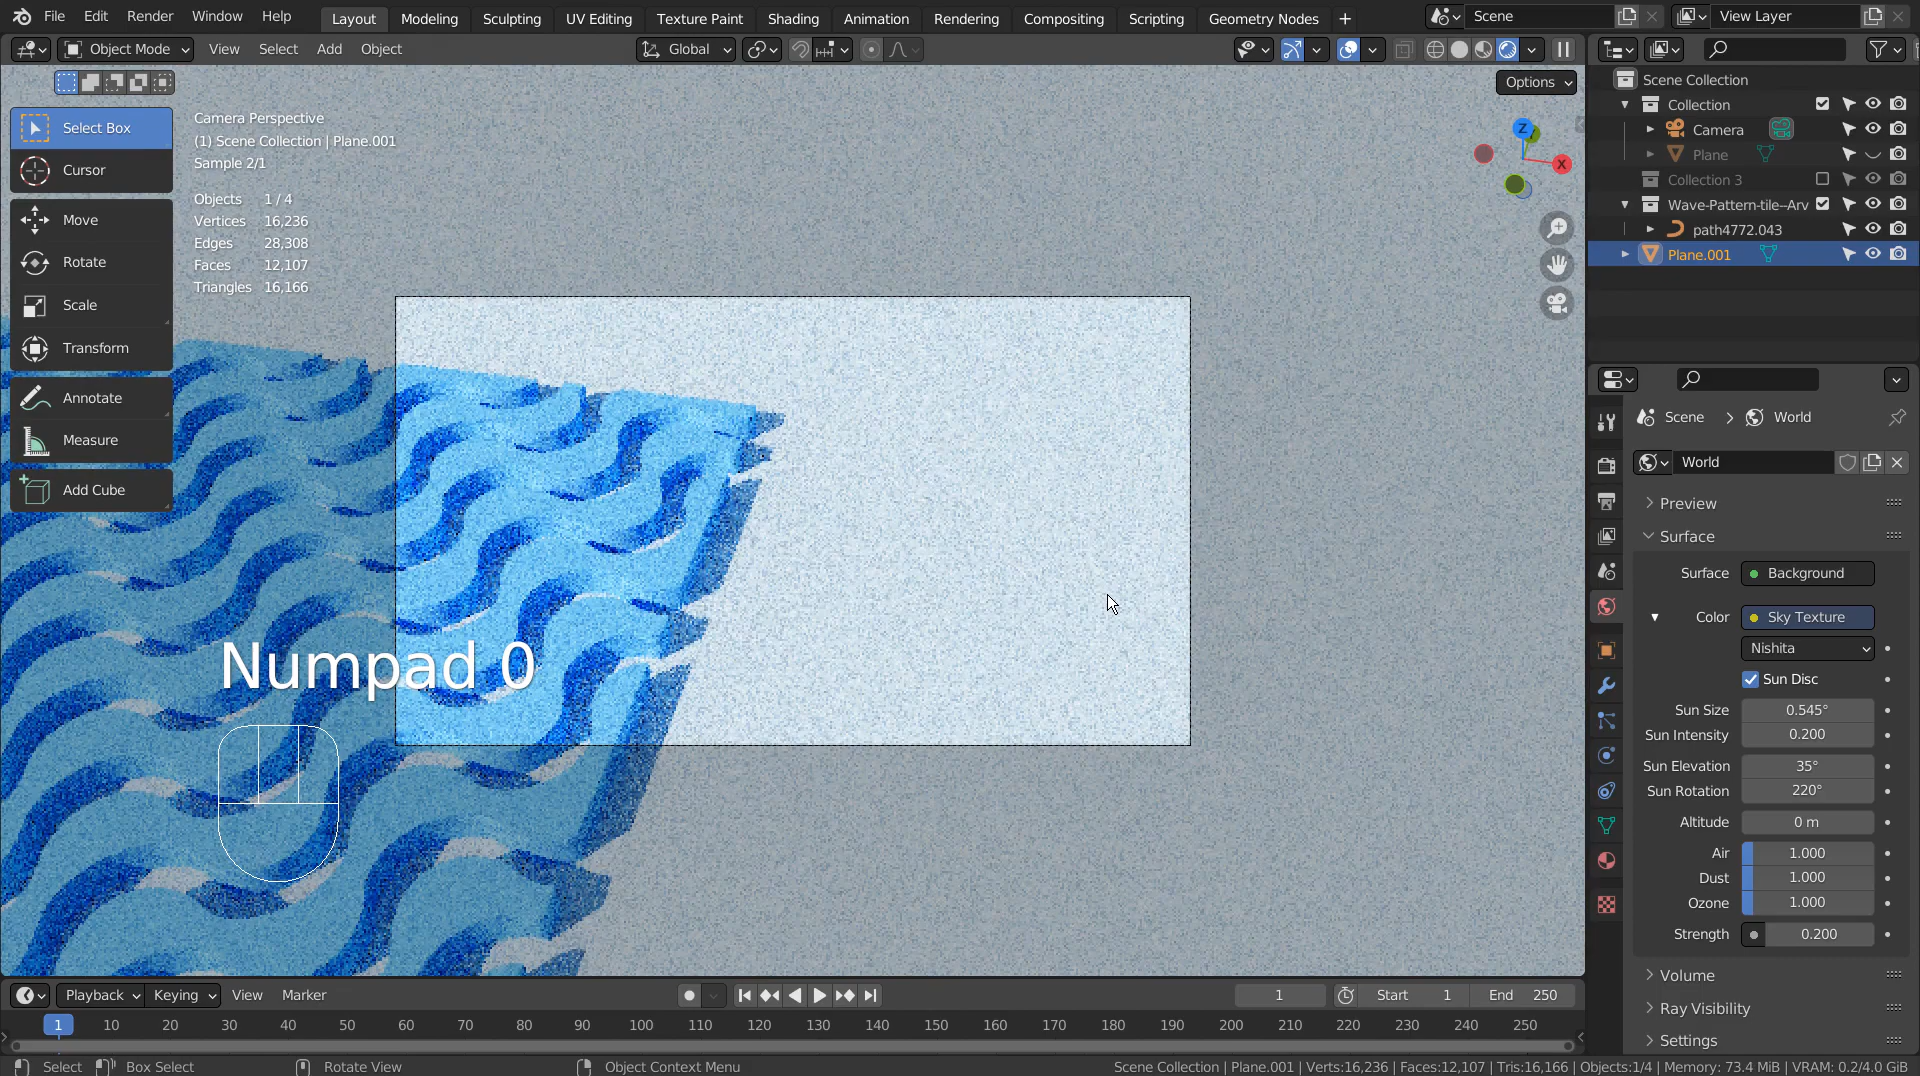 File Edit Render Window Help
Layout Modeling Sculpting UV Editing Texture Paint Shading Animation Rendering Compositing Scripting Geometry Nodes +
Scene
View Layer
Object Mode View Select Add Object
Global
Options
Select Box
Cursor
Move
Rotate
Scale
Transform
Annotate
Measure
Add Cube
Camera Perspective
(1) Scene Collection | Plane.001
Sample 2/1
Objects 1 / 4
Vertices 16,236
Edges 28,308
Faces 12,107
Triangles 16,166
Z
X
Numpad 0
Scene Collection
Collection
Camera
Plane
Collection 3
Wave-Pattern-tile--Arv
path4772.043
Plane.001
Scene > World
World
Preview
Surface
Surface Background
Color Sky Texture
Nishita
Sun Disc
Sun Size 0.545°
Sun Intensity 0.200
Sun Elevation 35°
Sun Rotation 220°
Altitude 0 m
Air 1.000
Dust 1.000
Ozone 1.000
Strength 0.200
Volume
Ray Visibility
Settings
Playback Keying View Marker
1 Start 1 End 250
1 10 20 30 40 50 60 70 80 90 100 110 120 130 140 150 160 170 180 190 200 210 220 230 240 250
Select Box Select Rotate View Object Context Menu
Scene Collection | Plane.001 | Verts:16,236 | Faces:12,107 | Tris:16,166 | Objects:1/4 | Memory: 73.4 MiB | VRAM: 0.2/4.0 GiB